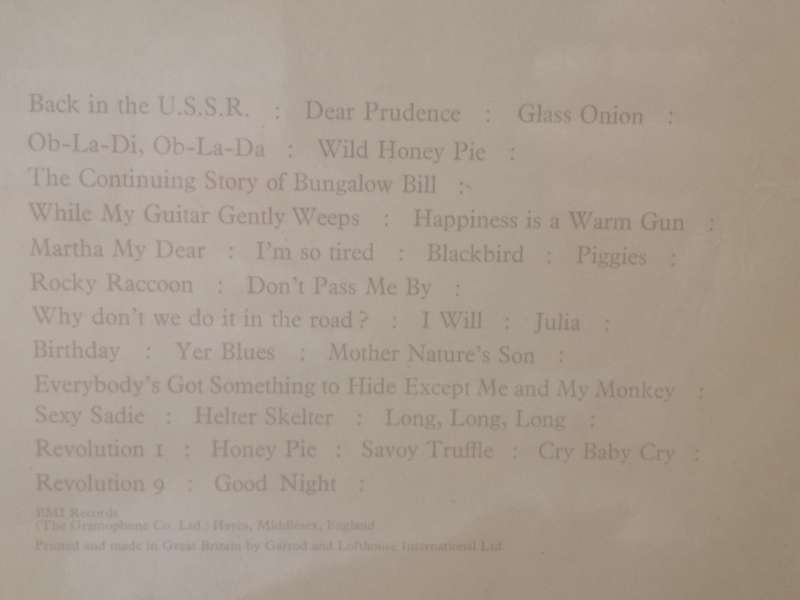 Back in the U.S.S.R. : Dear Prudence : Glass Onion :
Ob-La-Di, Ob-La-Da : Wild Honey Pie :
The Continuing Story of Bungalow Bill :
While My Guitar Gently Weeps : Happiness is a Warm Gun :
Martha My Dear : I'm so tired : Blackbird : Piggies :
Rocky Raccoon : Don't Pass Me By :
Why don't we do it in the road? : I Will : Julia :
Birthday : Yer Blues : Mother Nature's Son :
Everybody's Got Something to Hide Except Me and My Monkey :
Sexy Sadie : Helter Skelter : Long, Long, Long :
Revolution 1 : Honey Pie : Savoy Truffle : Cry Baby Cry :
Revolution 9 : Good Night :
EMI Records
(The Gramophone Co. Ltd.) Hayes, Middlesex, England
Printed and made in Great Britain by Garrod and Lofthouse International Ltd.